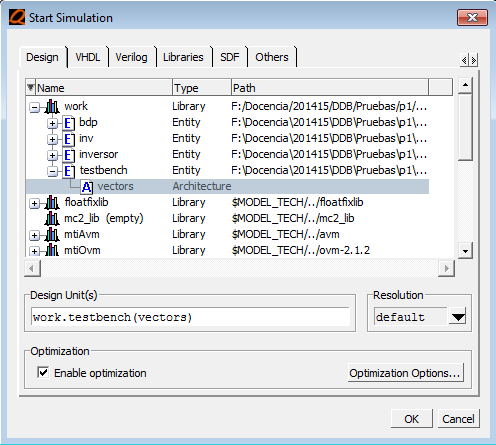 Start Simulation
Design VHDL Verilog Libraries SDF Others
Name Type Path
work Library F:/Docencia/201415/DDB/Pruebas/p1/...
E bdp Entity F:\Docencia\201415\DDB\Pruebas\p1\...
E inv Entity F:\Docencia\201415\DDB\Pruebas\p1\...
E inversor Entity F:\Docencia\201415\DDB\Pruebas\p1\...
E testbench Entity F:\Docencia\201415\DDB\Pruebas\p1\...
A vectors Architecture
floatfixlib Library $MODEL_TECH/../floatfixlib
mc2_lib (empty) Library $MODEL_TECH/../mc2_lib
mtiAvm Library $MODEL_TECH/../avm
mtiOvm Library $MODEL_TECH/../ovm-2.1.2
Design Unit(s) Resolution
work.testbench(vectors) default
Optimization
Enable optimization Optimization Options...
OK Cancel